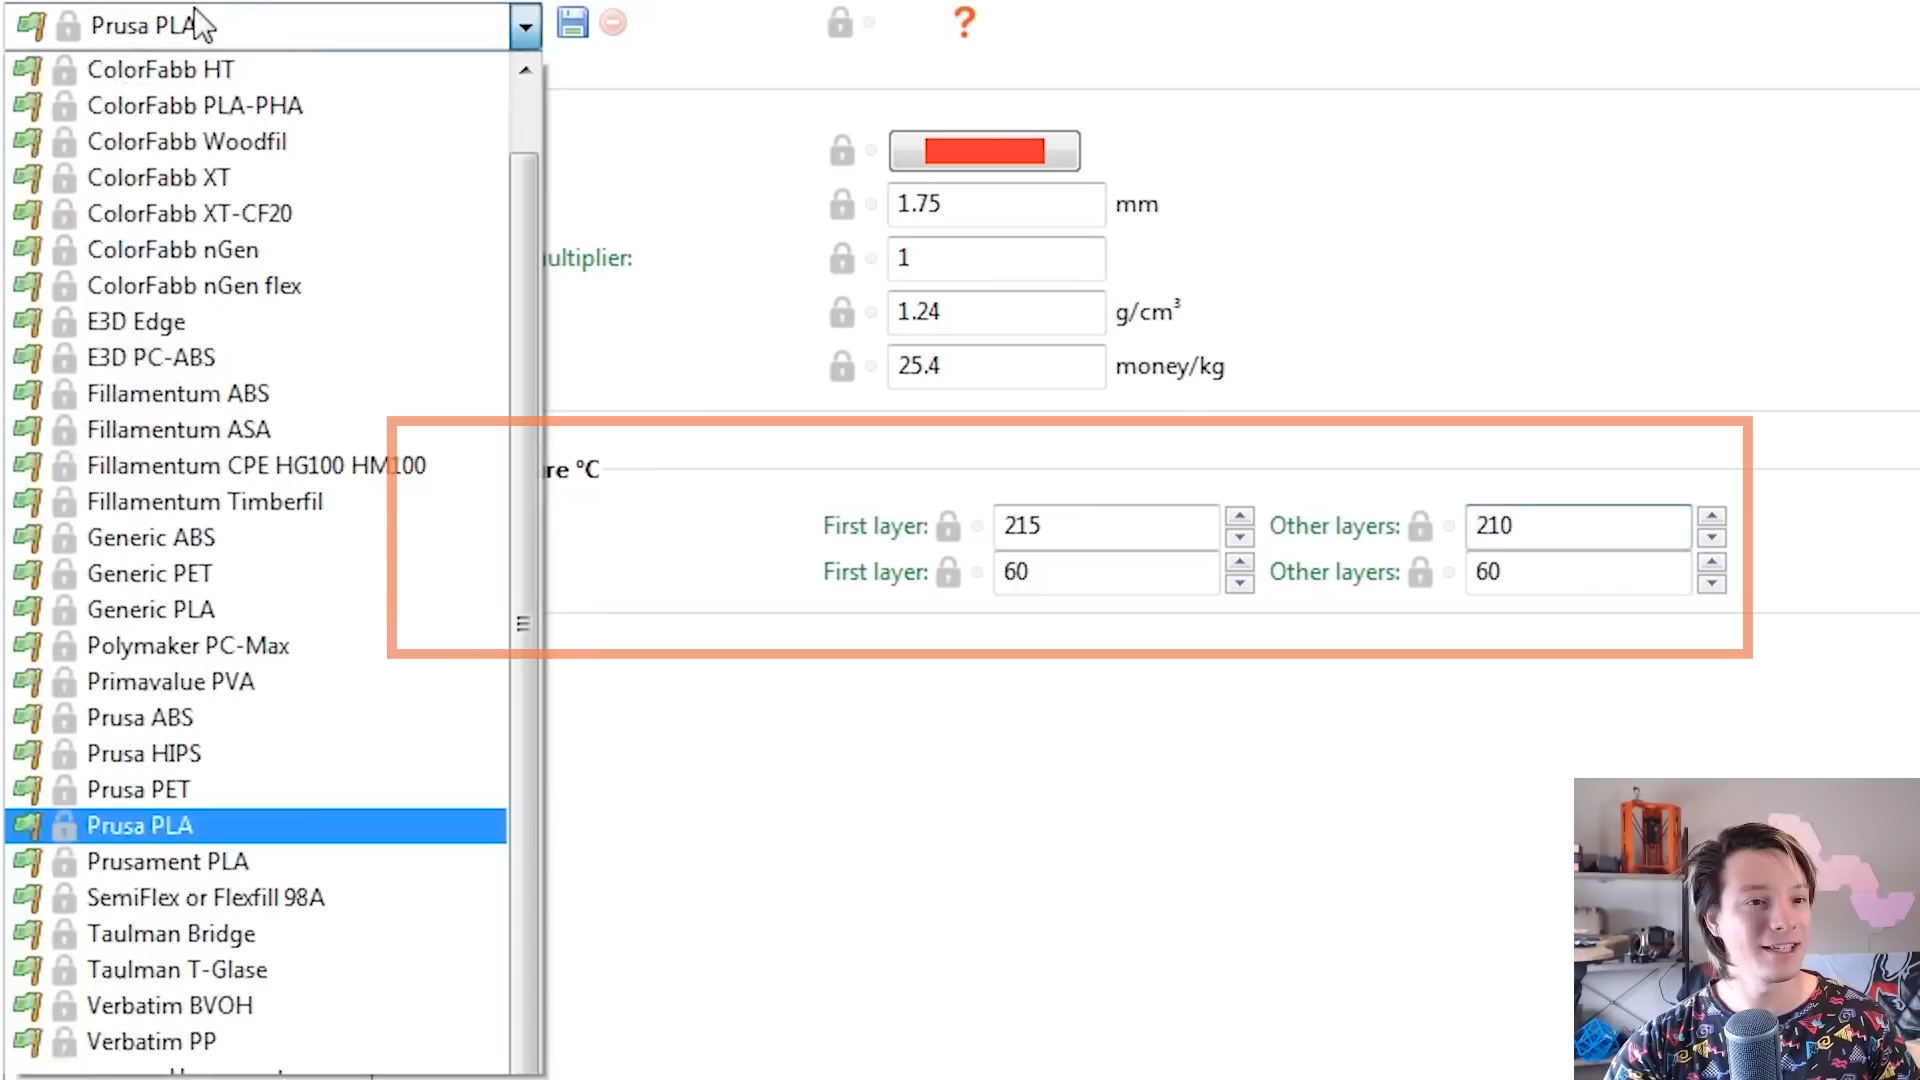 Prusa PLA
?
ColorFabb HT
ColorFabb PLA-PHA
ColorFabb Woodfil
ColorFabb XT
ColorFabb XT-CF20
ColorFabb nGen
ColorFabb nGen flex
E3D Edge
E3D PC-ABS
Fillamentum ABS
Fillamentum ASA
Fillamentum CPE HG100 HM100
Fillamentum Timberfil
Generic ABS
Generic PET
Generic PLA
Polymaker PC-Max
Primavalue PVA
Prusa ABS
Prusa HIPS
Prusa PET
Prusa PLA
Prusament PLA
SemiFlex or Flexfill 98A
Taulman Bridge
Taulman T-Glase
Verbatim BVOH
Verbatim PP
1.75 mm
ultiplier: 1
1.24 g/cm³
25.4 money/kg
re °C
First layer: 215 Other layers: 210
First layer: 60 Other layers: 60